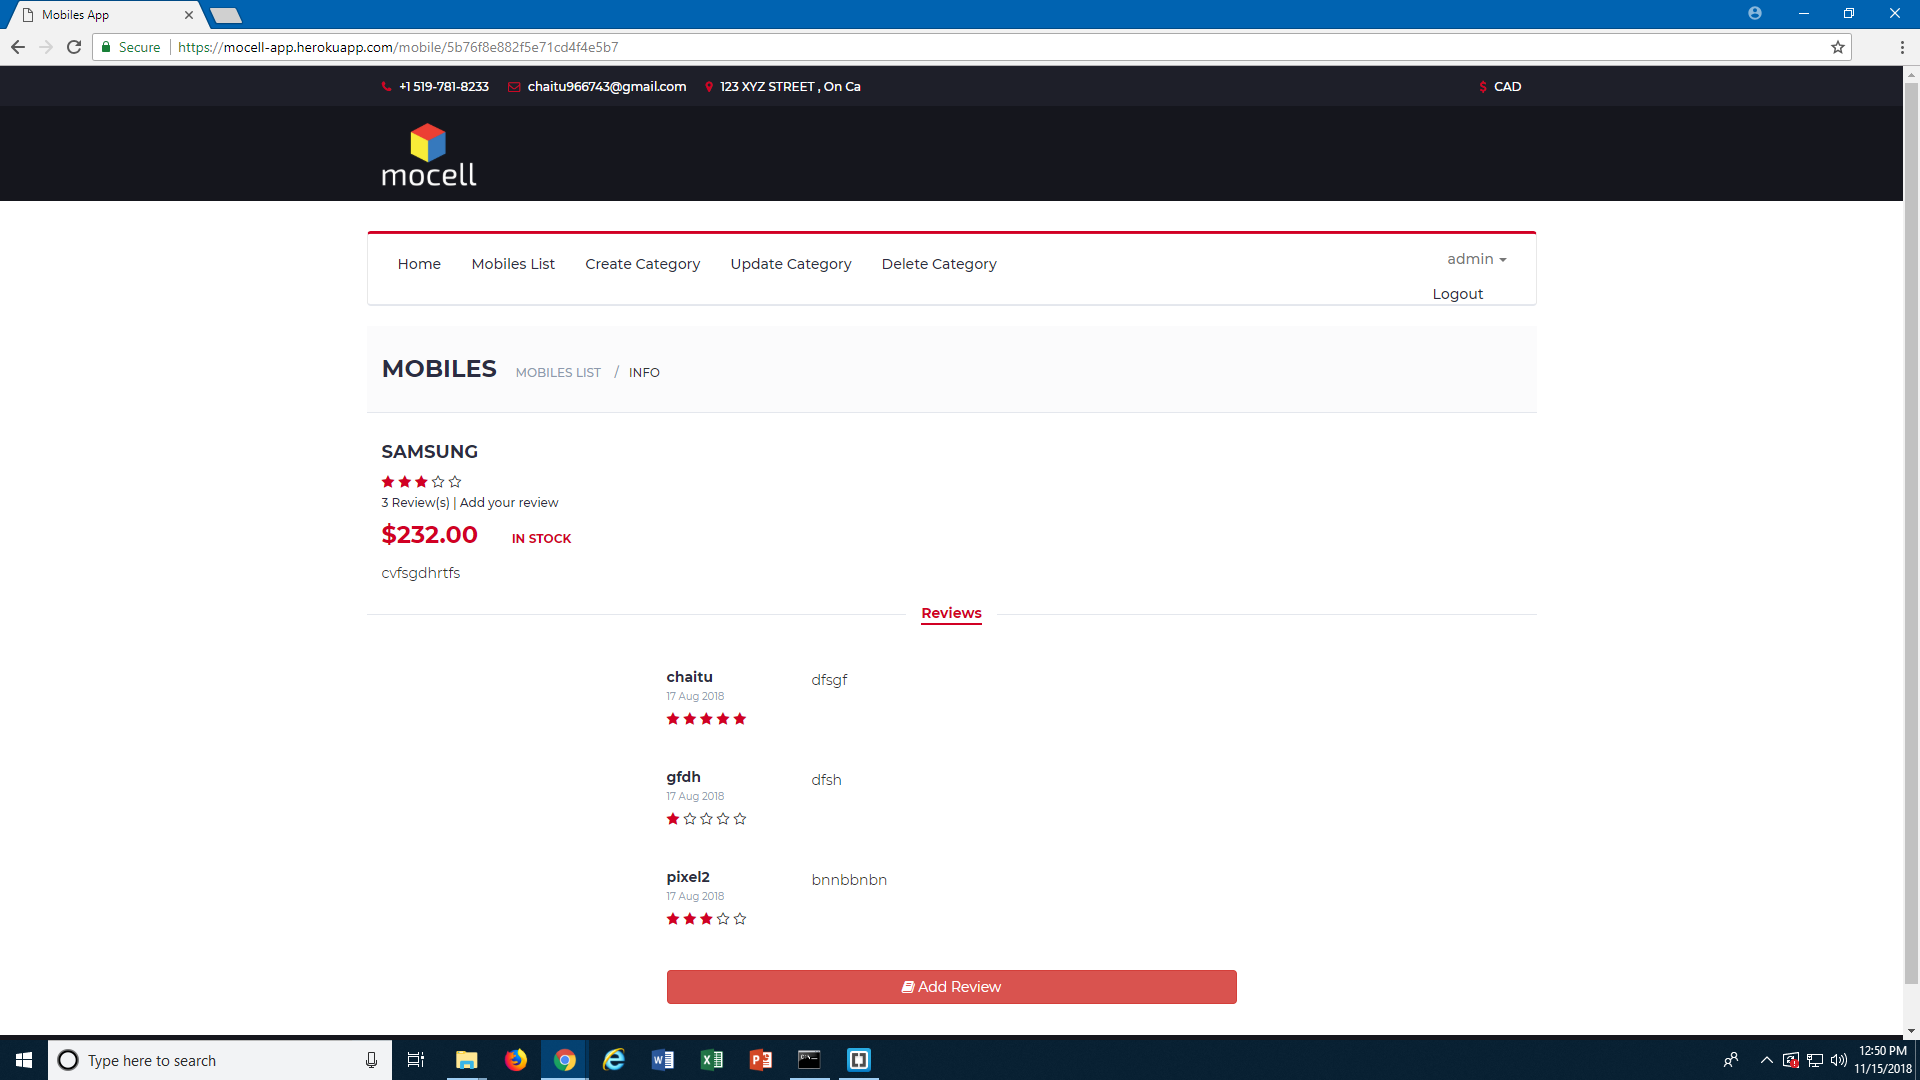 Mobiles App
Secure https://mocell-app.herokuapp.com/mobile/5b76f8e882f5e71cd4f4e5b7
+1 519-781-8233 chaitu966743@gmail.com 123 XYZ STREET , On Ca $ CAD
mocell
Home Mobiles List Create Category Update Category Delete Category admin
Logout
MOBILES MOBILES LIST / INFO
SAMSUNG
3 Review(s) | Add your review
$232.00 IN STOCK
cvfsgdhrtfs
Reviews
chaitu dfsgf
17 Aug 2018
gfdh dfsh
17 Aug 2018
pixel2 bnnbbnbn
17 Aug 2018
Add Review
Type here to search
12:50 PM
11/15/2018